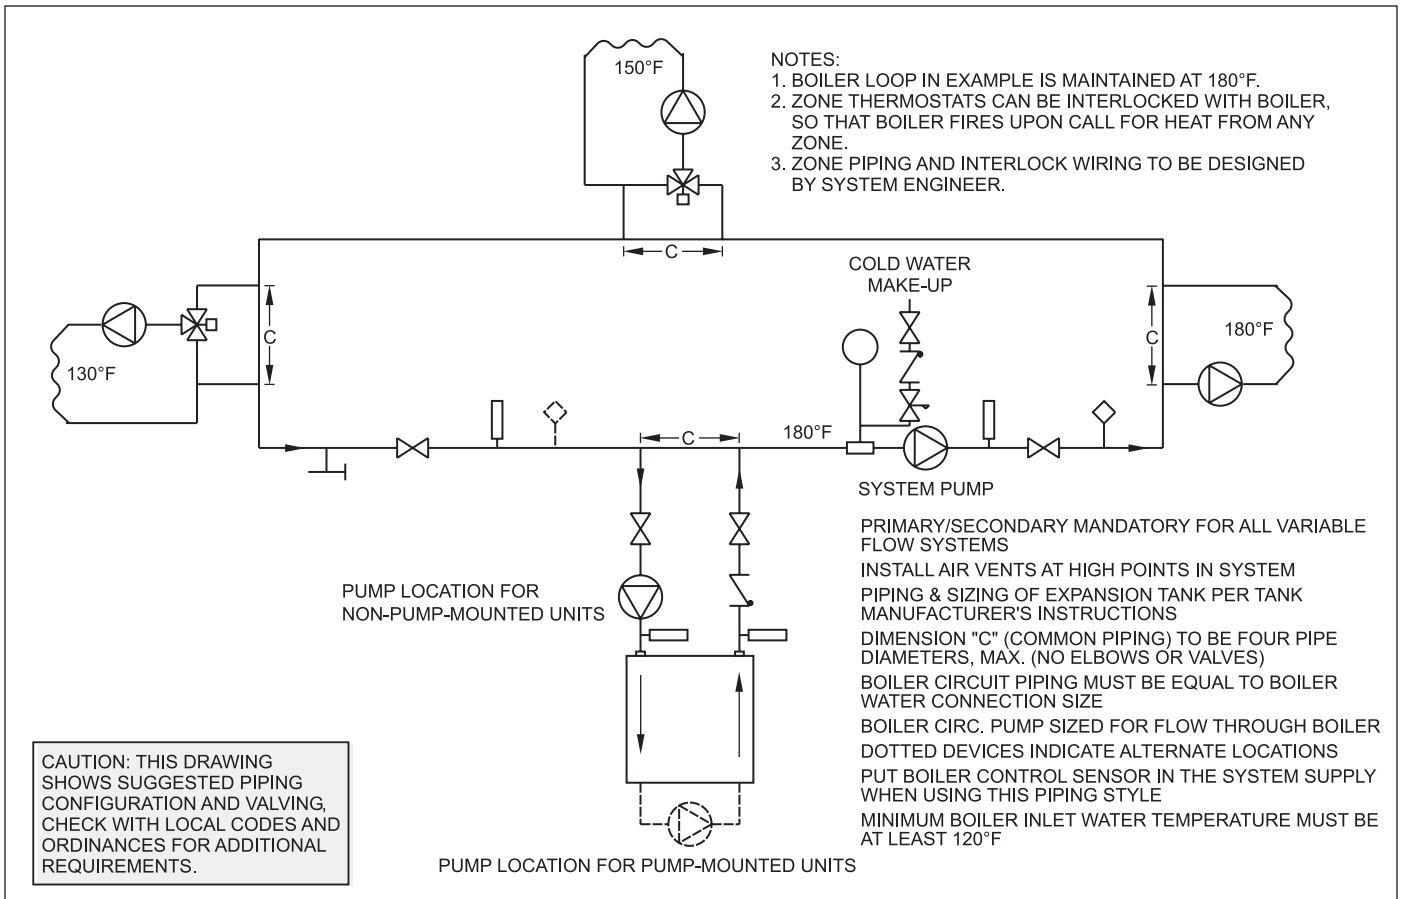 150°F
NOTES:
1. BOILER LOOP IN EXAMPLE IS MAINTAINED AT 180°F.
2. ZONE THERMOSTATS CAN BE INTERLOCKED WITH BOILER,
SO THAT BOILER FIRES UPON CALL FOR HEAT FROM ANY
ZONE.
3. ZONE PIPING AND INTERLOCK WIRING TO BE DESIGNED
BY SYSTEM ENGINEER.
C
COLD WATER
MAKE-UP
130°F
C
C
180°F
C
180°F
SYSTEM PUMP
PUMP LOCATION FOR
NON-PUMP-MOUNTED UNITS
PRIMARY/SECONDARY MANDATORY FOR ALL VARIABLE
FLOW SYSTEMS
INSTALL AIR VENTS AT HIGH POINTS IN SYSTEM
PIPING & SIZING OF EXPANSION TANK PER TANK
MANUFACTURER'S INSTRUCTIONS
DIMENSION "C" (COMMON PIPING) TO BE FOUR PIPE
DIAMETERS, MAX. (NO ELBOWS OR VALVES)
BOILER CIRCUIT PIPING MUST BE EQUAL TO BOILER
WATER CONNECTION SIZE
BOILER CIRC. PUMP SIZED FOR FLOW THROUGH BOILER
DOTTED DEVICES INDICATE ALTERNATE LOCATIONS
PUT BOILER CONTROL SENSOR IN THE SYSTEM SUPPLY
WHEN USING THIS PIPING STYLE
MINIMUM BOILER INLET WATER TEMPERATURE MUST BE
AT LEAST 120°F
CAUTION: THIS DRAWING
SHOWS SUGGESTED PIPING
CONFIGURATION AND VALVING,
CHECK WITH LOCAL CODES AND
ORDINANCES FOR ADDITIONAL
REQUIREMENTS.
PUMP LOCATION FOR PUMP-MOUNTED UNITS